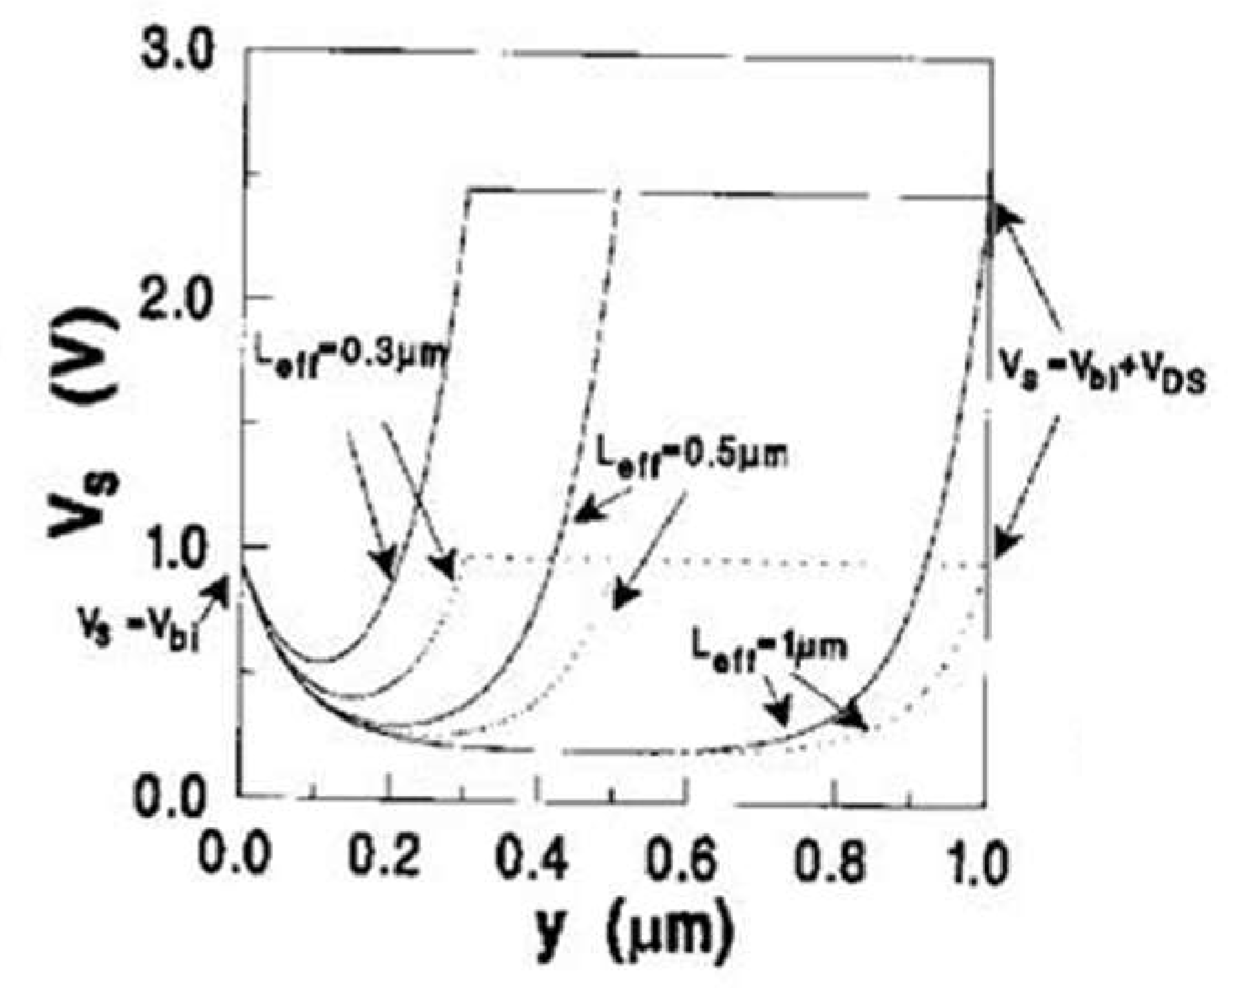 3.0
2.0
1.0
0.0
Vs (V)
Leff=0.3μm
Leff=0.5μm
Leff=1μm
Vs =Vbi
Vs =Vbi+VDS
0.0 0.2 0.4 0.6 0.8 1.0
y (μm)